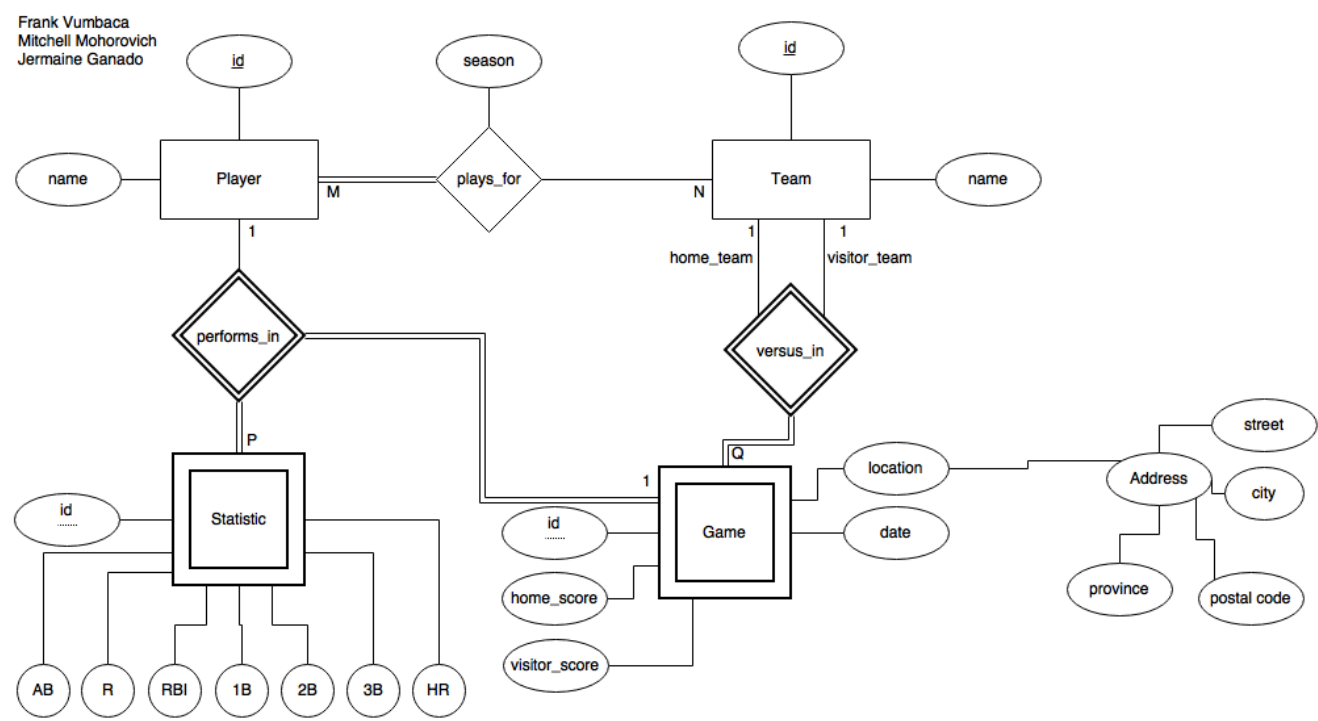 Frank Vumbaca
Mitchell Mohorovich
Jermaine Ganado
id
season
id
name
Player
M
plays_for
N
Team
name
1
1
1
home_team
visitor_team
performs_in
versus_in
P
Q
1
street
location
Address
city
id
Statistic
id
Game
date
home_score
province
postal code
visitor_score
AB
R
RBI
1B
2B
3B
HR